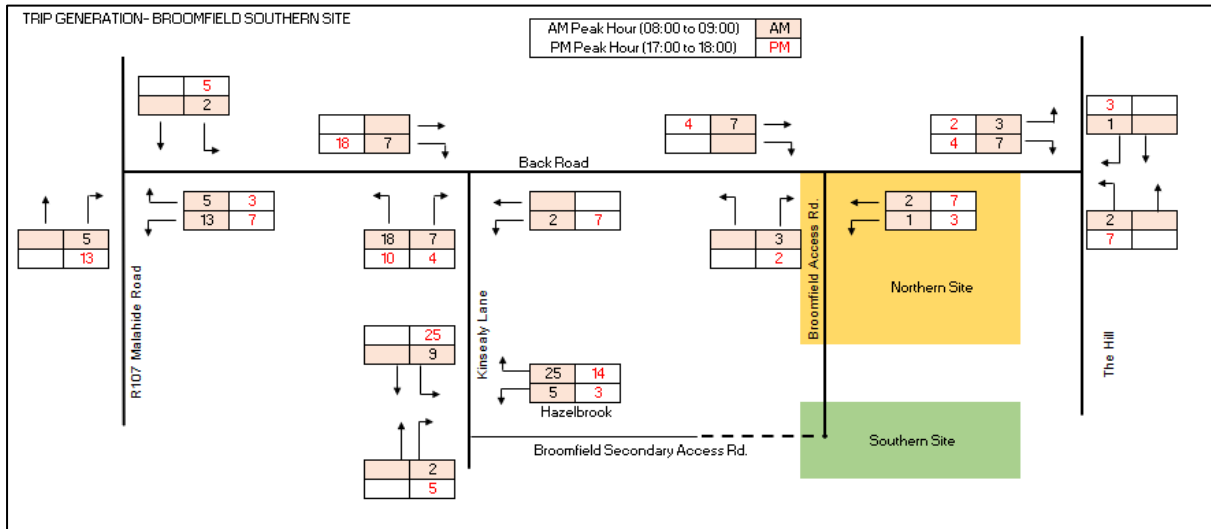 TRIP GENERATION- BROOMFIELD SOUTHERN SITE
AM Peak Hour (08:00 to 09:00) AM
PM Peak Hour (17:00 to 18:00) PM
5
2
18 7
4 7
2 3
4 7
3
1
Back Road
5 3
13 7
5
13
18 7
10 4
2 7
3
2
2 7
1 3
2
7
R107 Malahide Road
Kinsealy Lane
Broomfield Access Rd.
Northern Site
The Hill
25
9
25 14
5 3
Hazelbrook
Broomfield Secondary Access Rd.
Southern Site
2
5